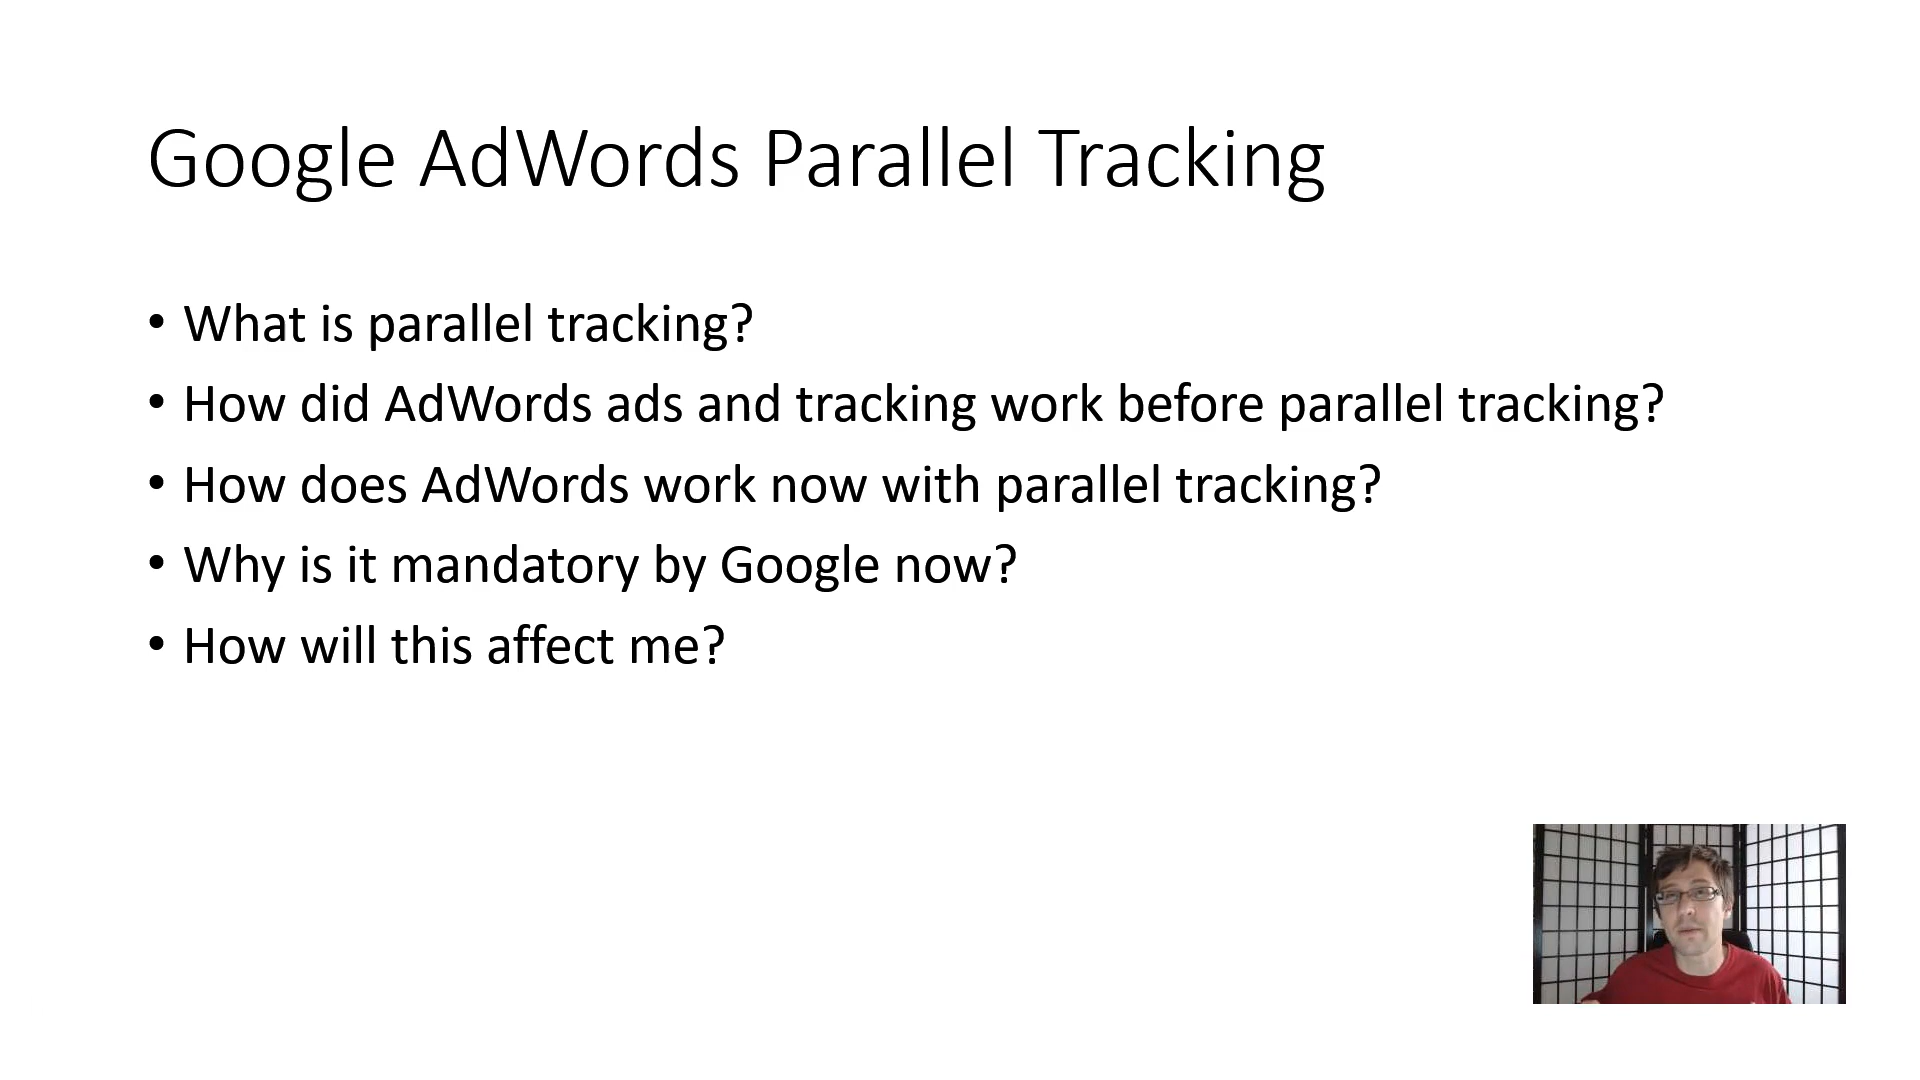 Google AdWords Parallel Tracking
• What is parallel tracking?
• How did AdWords ads and tracking work before parallel tracking?
• How does AdWords work now with parallel tracking?
• Why is it mandatory by Google now?
• How will this affect me?